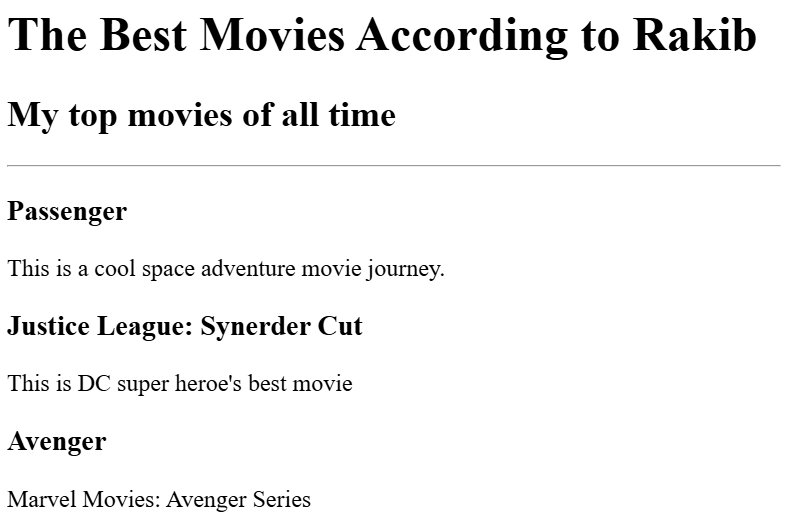 The Best Movies According to Rakib
My top movies of all time
Passenger
This is a cool space adventure movie journey.
Justice League: Synerder Cut
This is DC super heroe's best movie
Avenger
Marvel Movies: Avenger Series